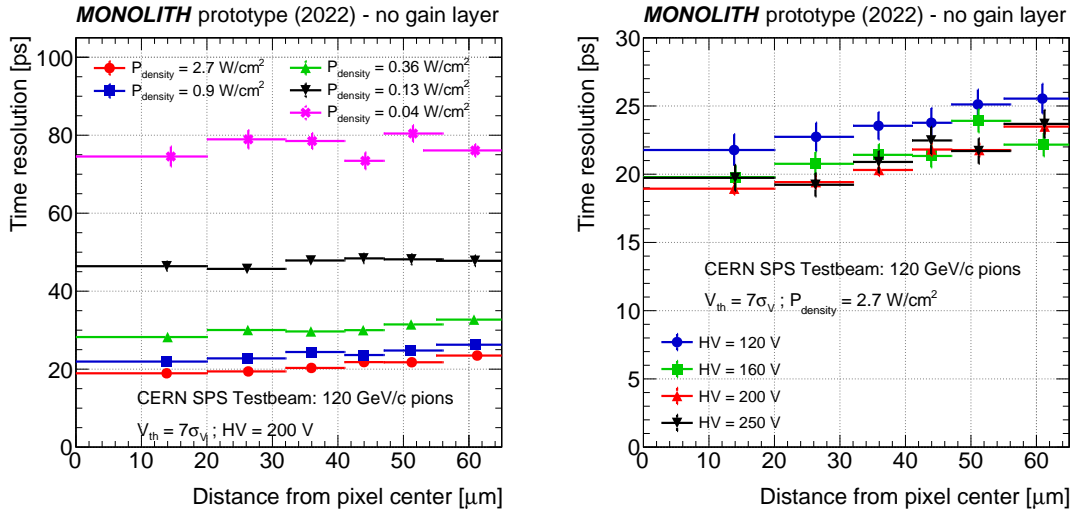 MONOLITH prototype (2022) - no gain layer
Time resolution [ps]
100
80
60
40
20
0
P_density = 2.7 W/cm²
P_density = 0.36 W/cm²
P_density = 0.9 W/cm²
P_density = 0.13 W/cm²
P_density = 0.04 W/cm²
CERN SPS Testbeam: 120 GeV/c pions
V_th = 7σ_V ; HV = 200 V
0 10 20 30 40 50 60
Distance from pixel center [μm]
MONOLITH prototype (2022) - no gain layer
Time resolution [ps]
30
25
20
15
10
5
0
CERN SPS Testbeam: 120 GeV/c pions
V_th = 7σ_V ; P_density = 2.7 W/cm²
HV = 120 V
HV = 160 V
HV = 200 V
HV = 250 V
0 10 20 30 40 50 60
Distance from pixel center [μm]